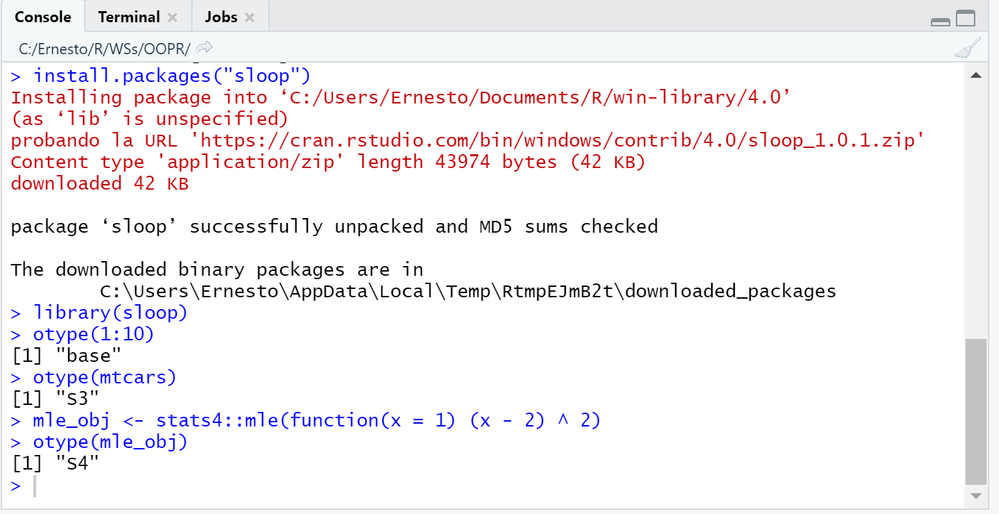 Console Terminal Jobs
C:/Ernesto/R/WSs/OOPR/
> install.packages("sloop")
Installing package into ‘C:/Users/Ernesto/Documents/R/win-library/4.0’
(as ‘lib’ is unspecified)
probando la URL 'https://cran.rstudio.com/bin/windows/contrib/4.0/sloop_1.0.1.zip'
Content type 'application/zip' length 43974 bytes (42 KB)
downloaded 42 KB
package ‘sloop’ successfully unpacked and MD5 sums checked
The downloaded binary packages are in
C:\Users\Ernesto\AppData\Local\Temp\RtmpEJmB2t\downloaded_packages
> library(sloop)
> otype(1:10)
[1] "base"
> otype(mtcars)
[1] "S3"
> mle_obj <- stats4::mle(function(x = 1) (x - 2) ^ 2)
> otype(mle_obj)
[1] "S4"
>